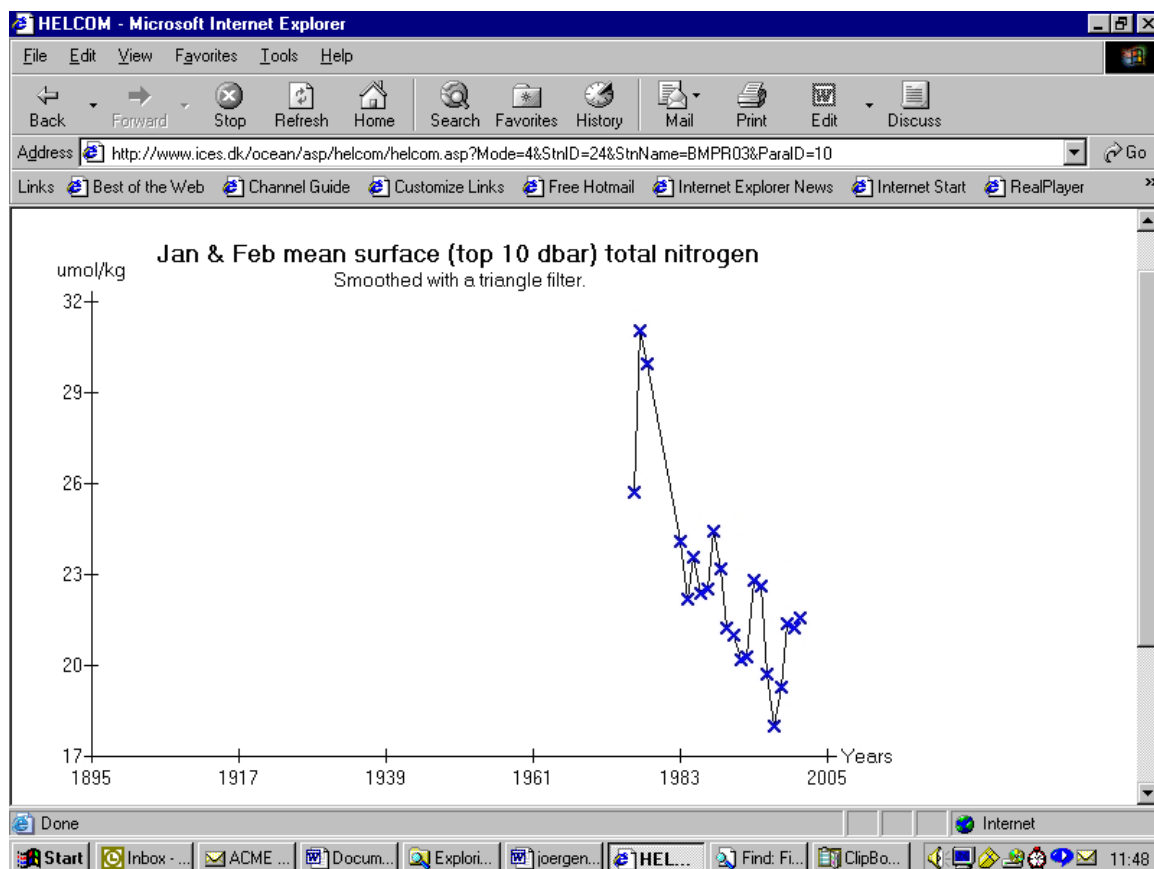 HELCOM - Microsoft Internet Explorer
File Edit View Favorites Tools Help
Back Forward Stop Refresh Home Search Favorites History Mail Print Edit Discuss
Address http://www.ices.dk/ocean/asp/helcom/helcom.asp?Mode=4&StnID=24&StnName=BMPR03&ParaID=10 Go
Links Best of the Web Channel Guide Customize Links Free Hotmail Internet Explorer News Internet Start RealPlayer »
Jan & Feb mean surface (top 10 dbar) total nitrogen
umol/kg
Smoothed with a triangle filter.
32
29
26
23
20
17
Years
1895 1917 1939 1961 1983 2005
Done Internet
Start Inbox - ... ACME ... Docum... Explori... joergen... HEL... Find: Fi... ClipBo... 11:48